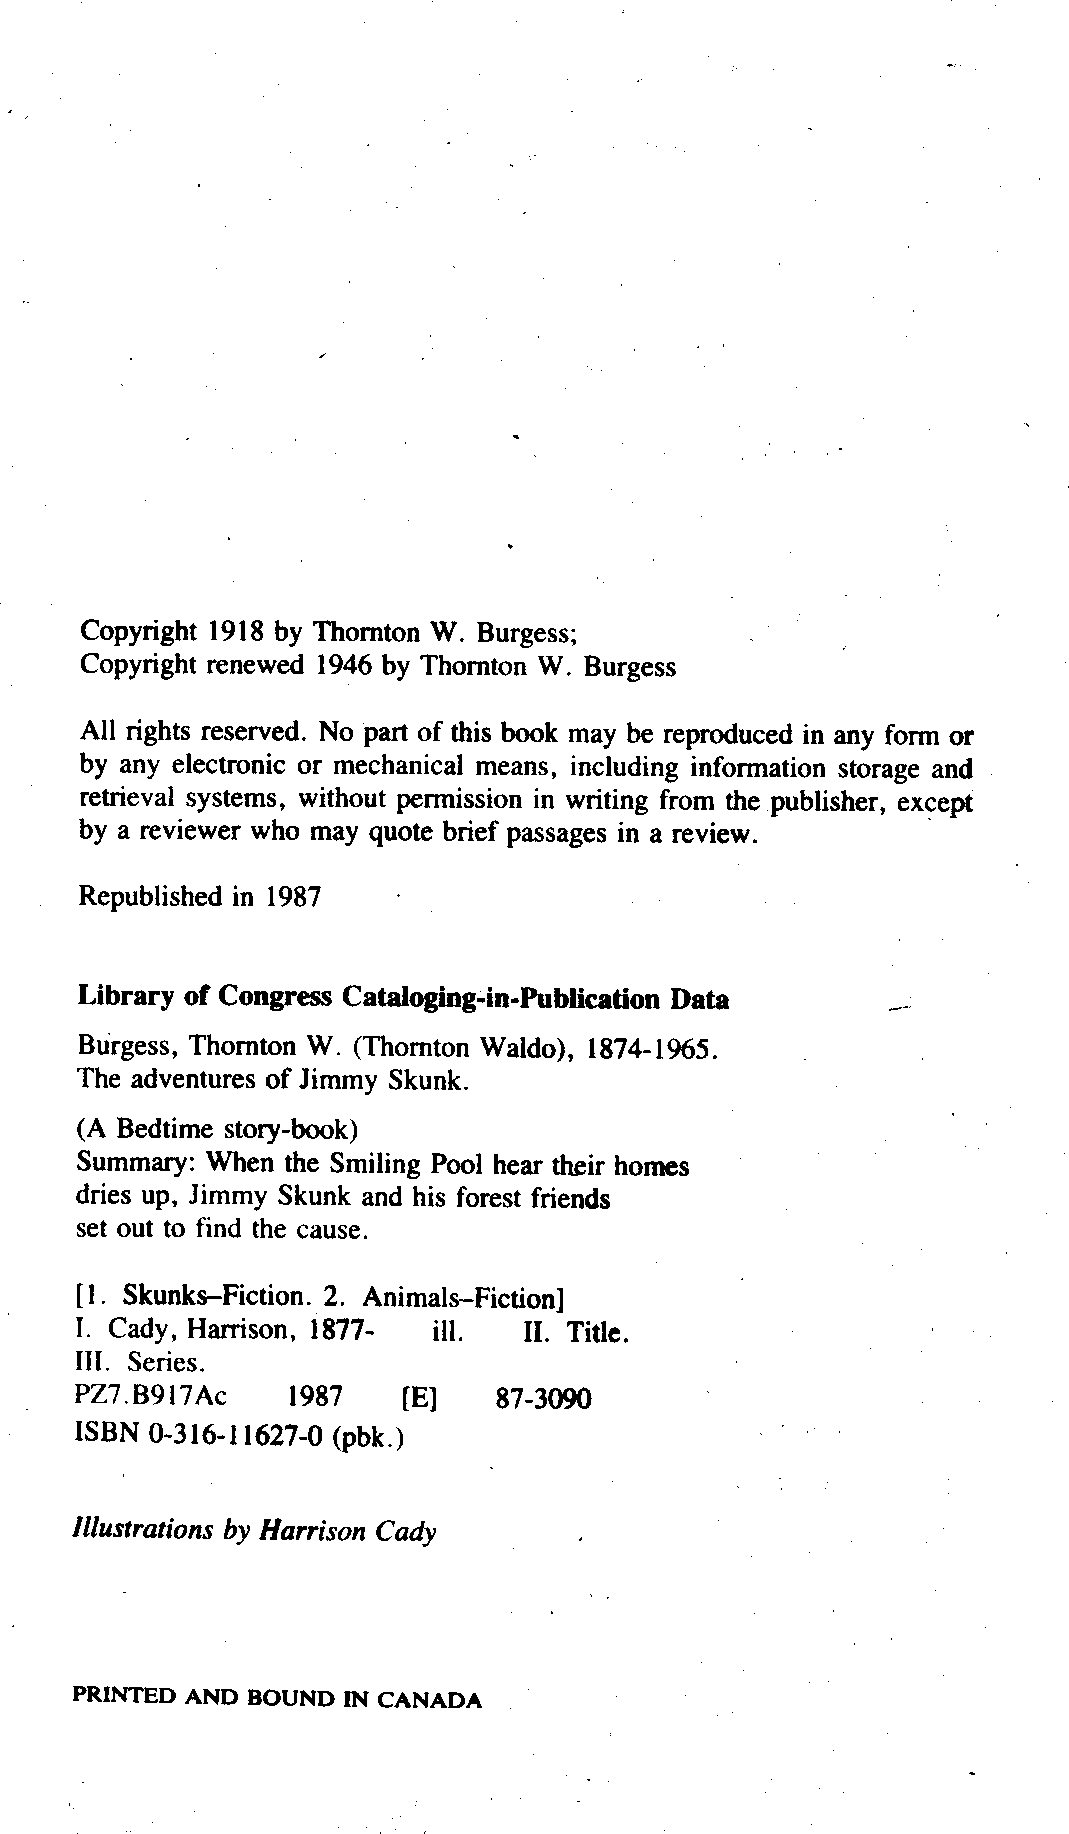 Copyright 1918 by Thornton W. Burgess;
Copyright renewed 1946 by Thornton W. Burgess
All rights reserved. No part of this book may be reproduced in any form or
by any electronic or mechanical means, including information storage and
retrieval systems, without permission in writing from the publisher, except
by a reviewer who may quote brief passages in a review.
Republished in 1987
Library of Congress Cataloging-in-Publication Data
Burgess, Thornton W. (Thornton Waldo), 1874-1965.
The adventures of Jimmy Skunk.
(A Bedtime story-book)
Summary: When the Smiling Pool hear their homes
dries up, Jimmy Skunk and his forest friends
set out to find the cause.
[1. Skunks–Fiction. 2. Animals–Fiction]
I. Cady, Harrison, 1877- ill. II. Title.
III. Series.
PZ7.B917Ac 1987 [E] 87-3090
ISBN 0-316-11627-0 (pbk.)
Illustrations by Harrison Cady
PRINTED AND BOUND IN CANADA